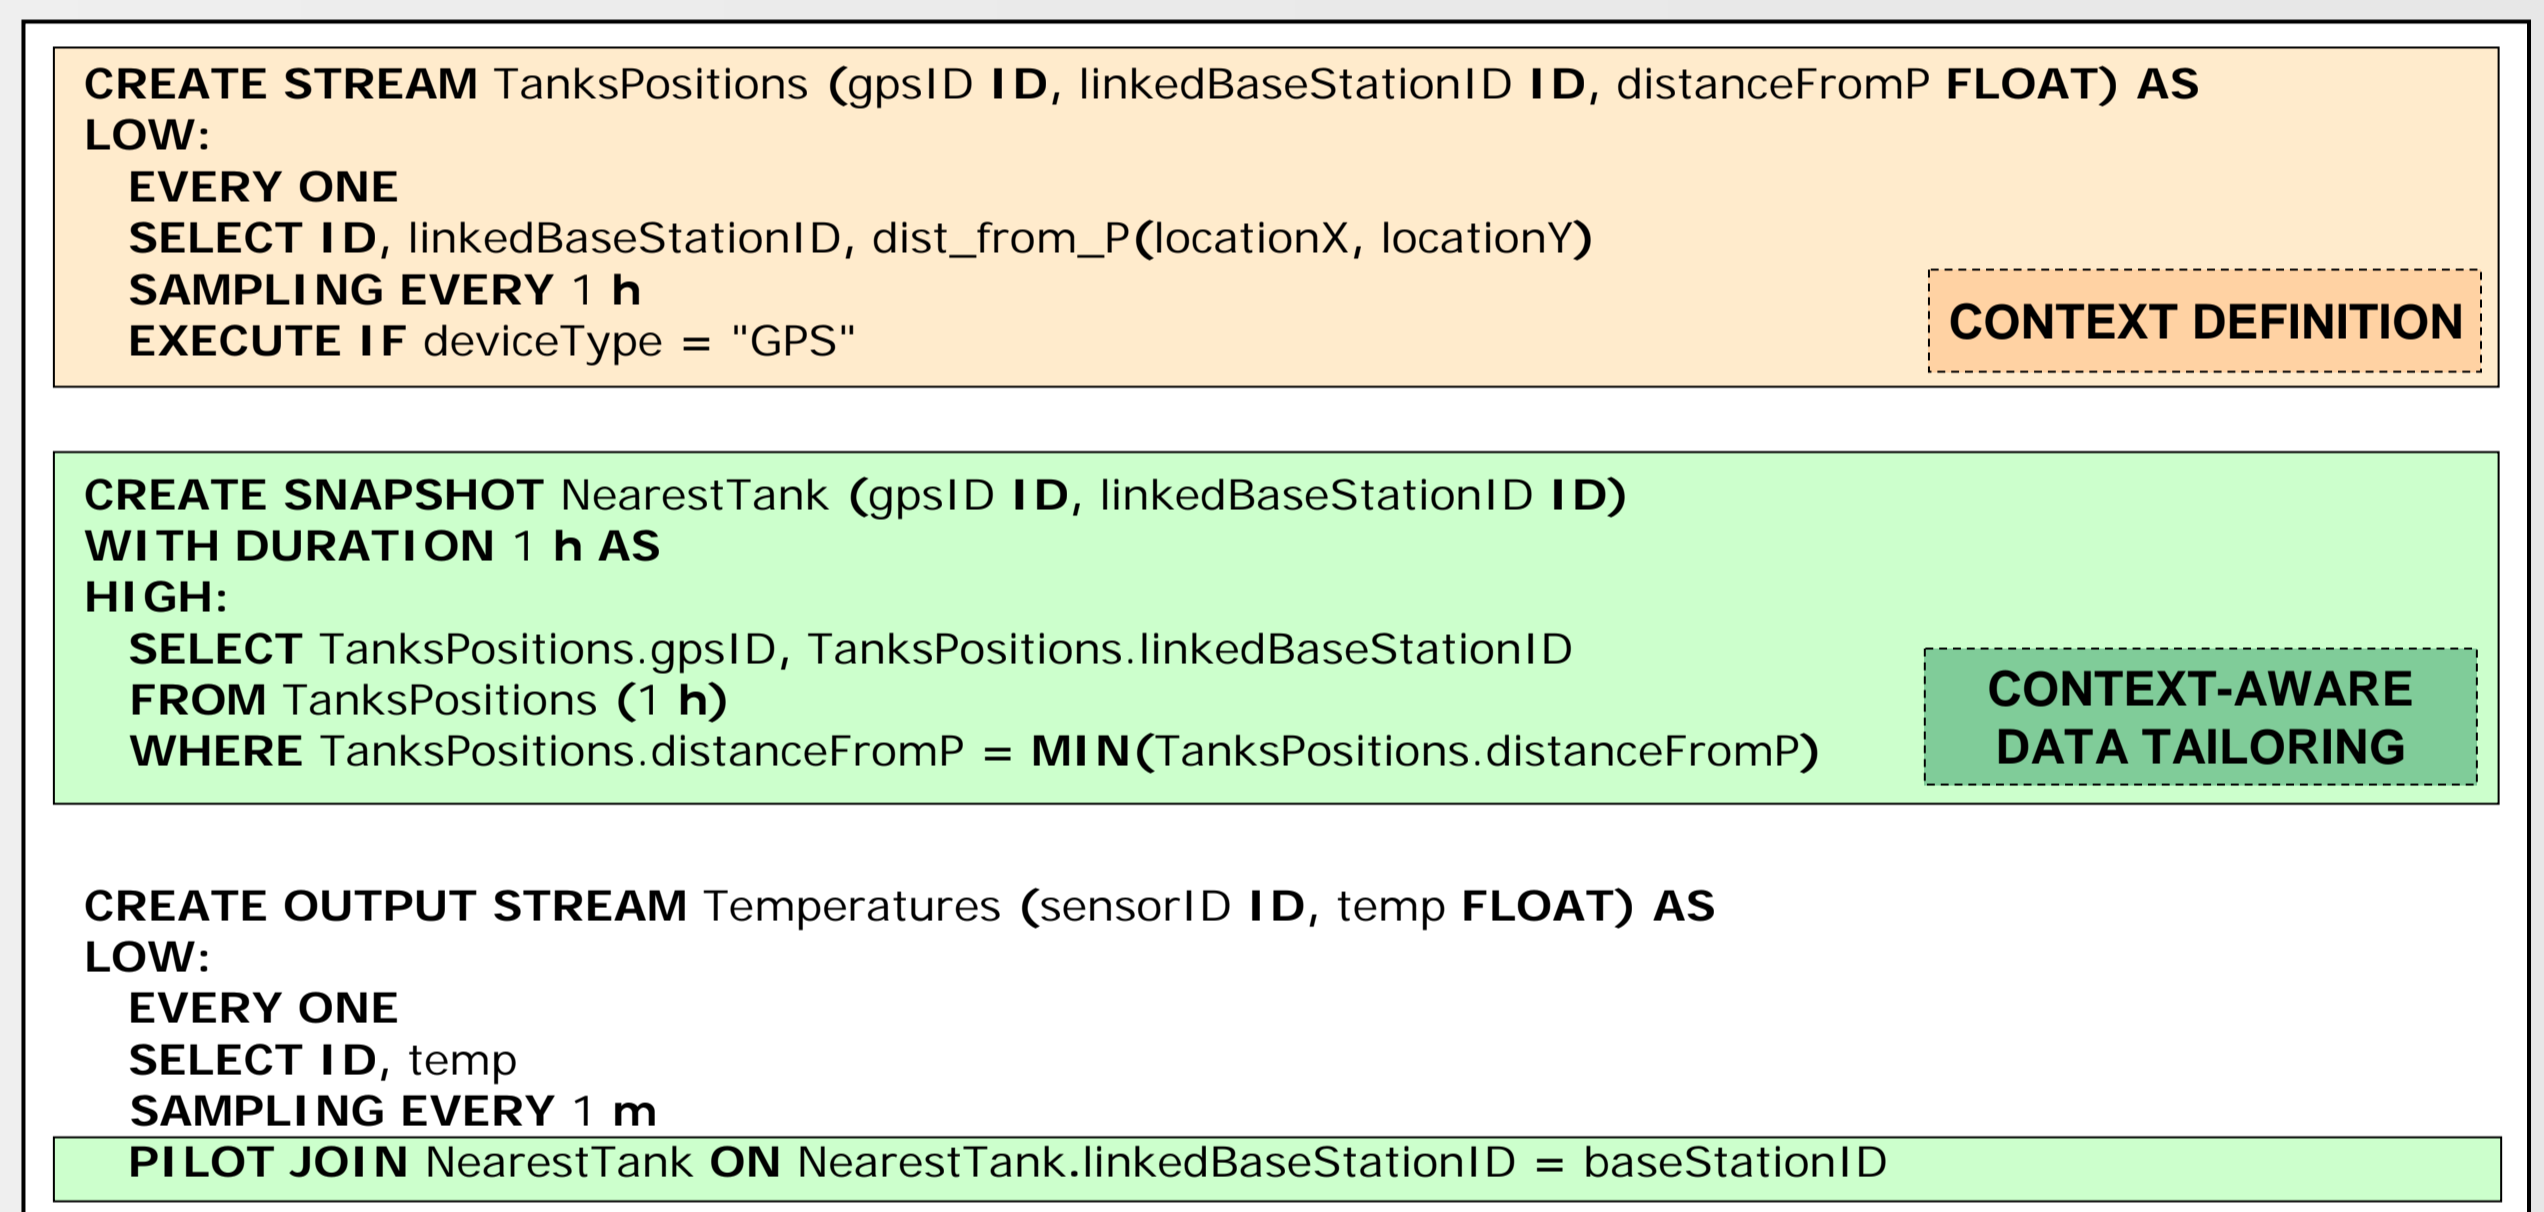 CREATE STREAM TanksPositions (gpsID ID, linkedBaseStationID ID, distanceFromP FLOAT) AS
LOW:
EVERY ONE
SELECT ID, linkedBaseStationID, dist_from_P(locationX, locationY)
SAMPLING EVERY 1 h
EXECUTE IF deviceType = "GPS"
CONTEXT DEFINITION
CREATE SNAPSHOT NearestTank (gpsID ID, linkedBaseStationID ID)
WITH DURATION 1 h AS
HIGH:
SELECT TanksPositions.gpsID, TanksPositions.linkedBaseStationID
FROM TanksPositions (1 h)
WHERE TanksPositions.distanceFromP = MIN(TanksPositions.distanceFromP)
CONTEXT-AWARE
DATA TAILORING
CREATE OUTPUT STREAM Temperatures (sensorID ID, temp FLOAT) AS
LOW:
EVERY ONE
SELECT ID, temp
SAMPLING EVERY 1 m
PILOT JOIN NearestTank ON NearestTank.linkedBaseStationID = baseStationID